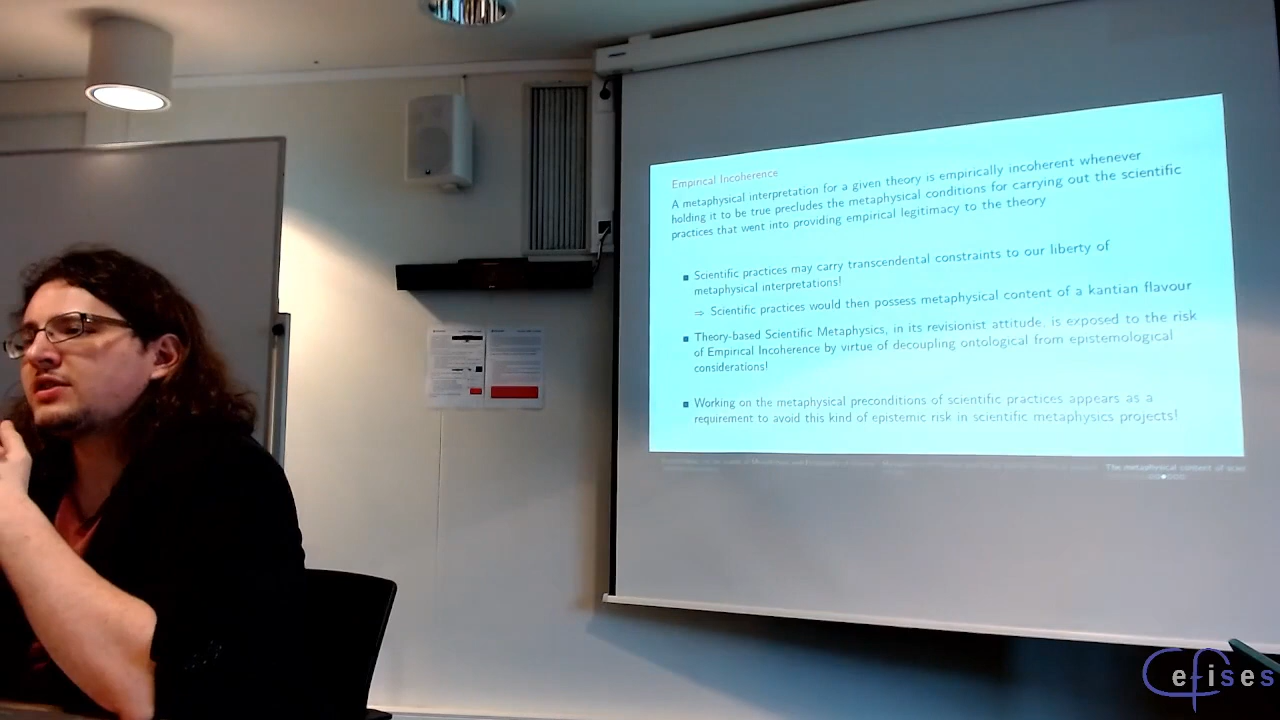 Empirical Incoherence
A metaphysical interpretation for a given theory is empirically incoherent whenever
holding it to be true precludes the metaphysical conditions for carrying out the scientific
practices that went into providing empirical legitimacy to the theory
Scientific practices may carry transcendental constraints to our liberty of
metaphysical interpretations!
⇒ Scientific practices would then possess metaphysical content of a kantian flavour
Theory-based Scientific Metaphysics, in its revisionist attitude, is exposed to the risk
of Empirical Incoherence by virtue of decoupling ontological from epistemological
considerations!
Working on the metaphysical preconditions of scientific practices appears as a
requirement to avoid this kind of epistemic risk in scientific metaphysics projects!
The metaphysical content of
Cefises